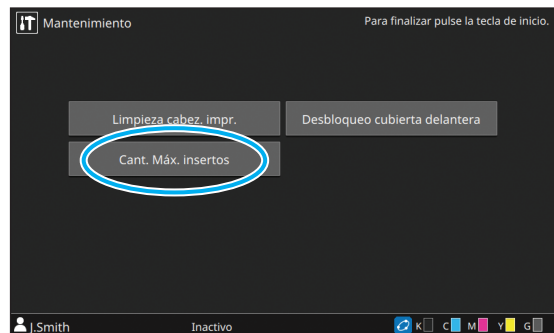 Mantenimiento
Para finalizar pulse la tecla de inicio.
Limpieza cabez. impr.
Desbloqueo cubierta delantera
Cant. Máx. insertos
J.Smith
Inactivo
K C M Y G